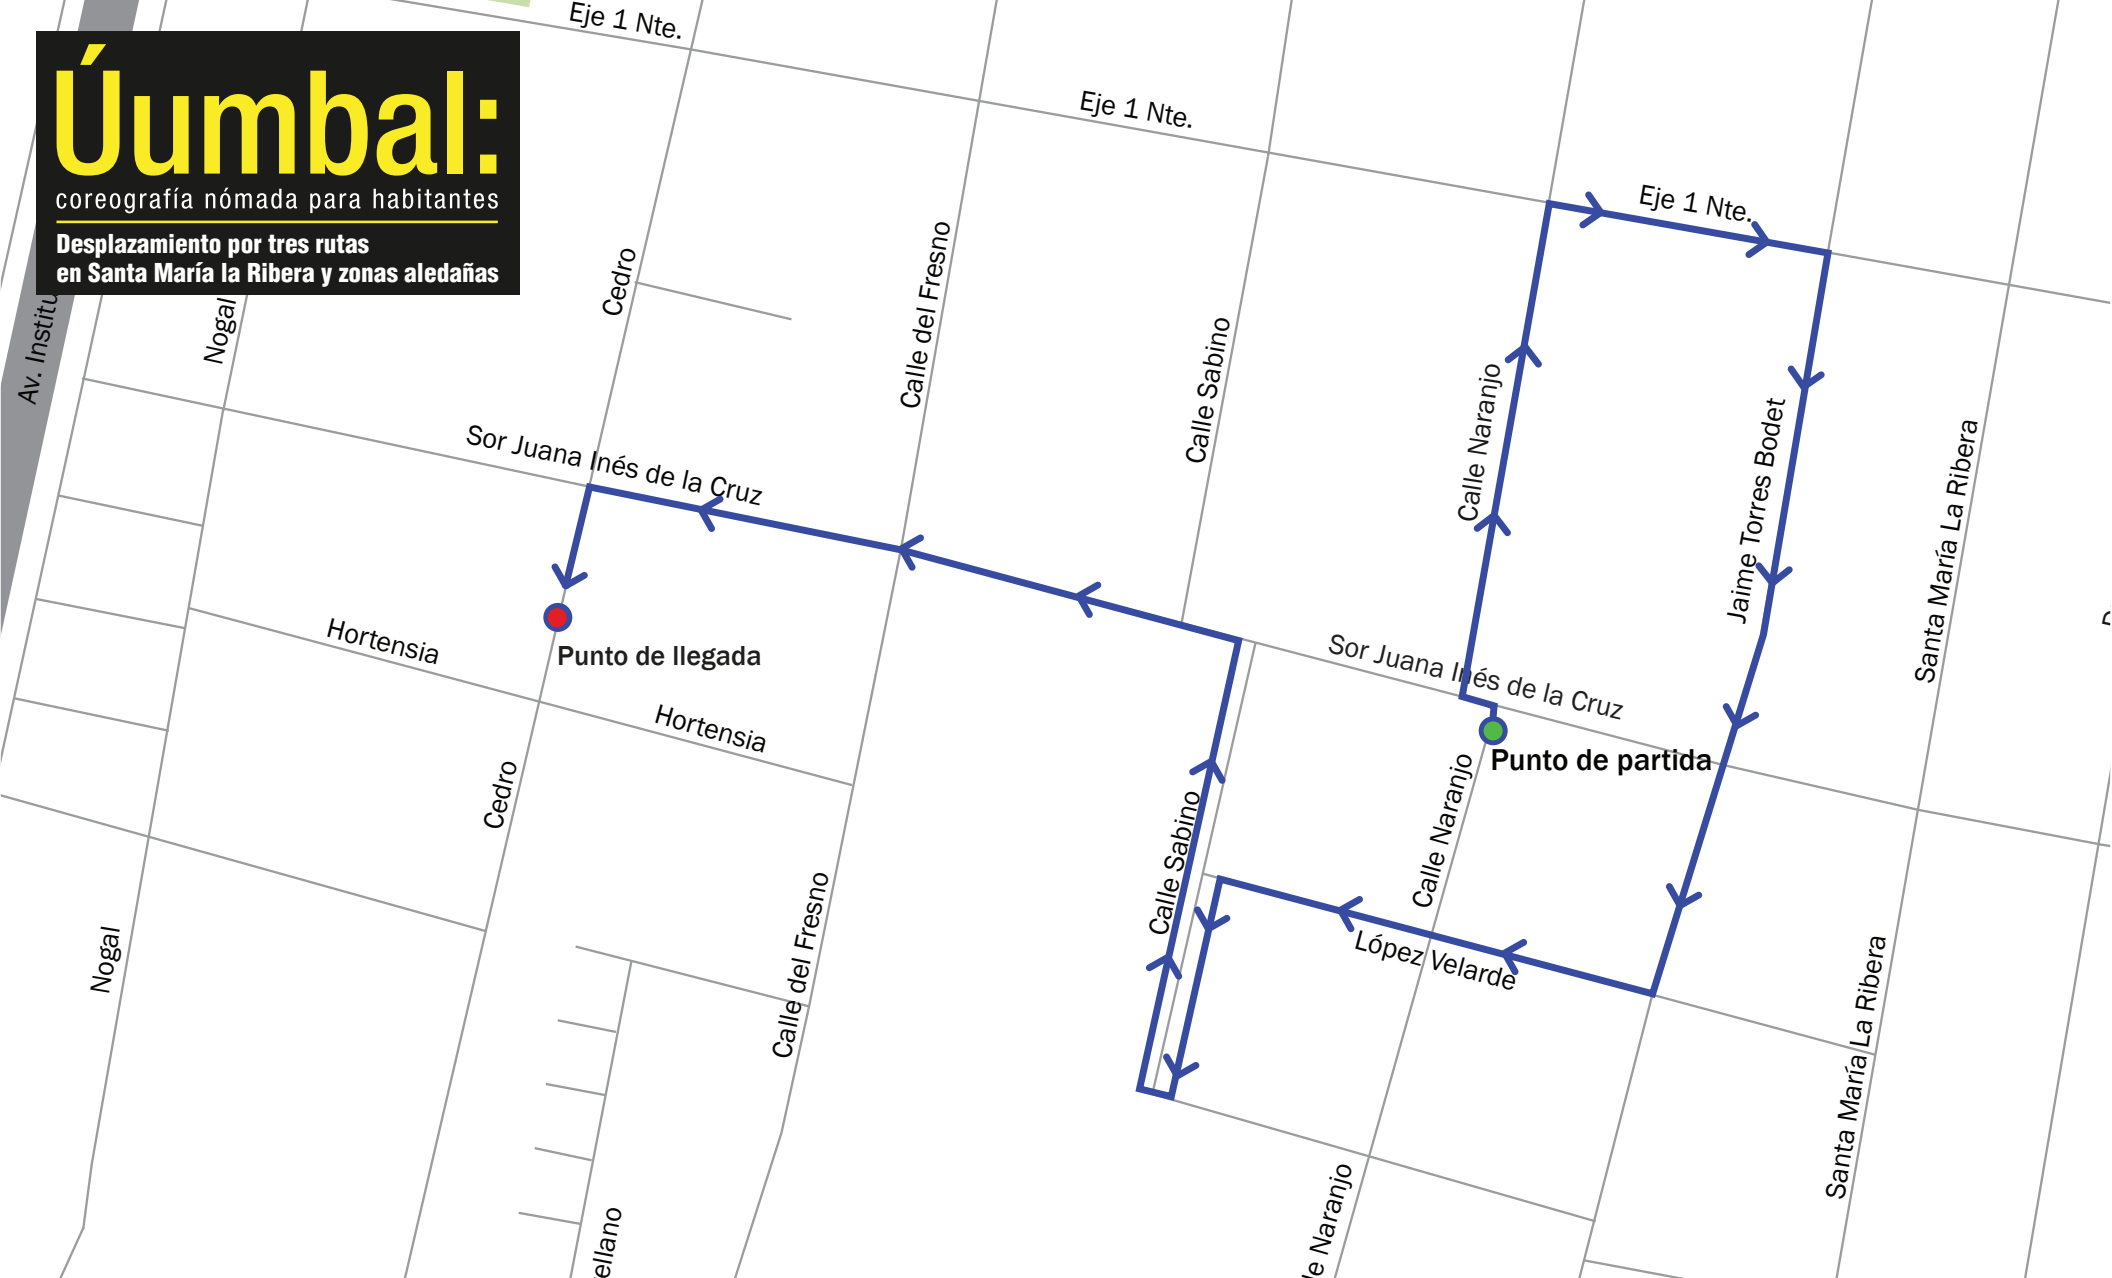 Eje 1 Nte.
Úumbal:
coreografía nómada para habitantes
Desplazamiento por tres rutas
en Santa María la Ribera y zonas aledañas
Eje 1 Nte.
Eje 1 Nte.
Av.
Nogal
Cedro
Calle del Fresno
Calle Sabino
Calle Naranjo
Jaime Torres Bodet
Santa María La Ribera
Sor Juana Inés de la Cruz
Hortensia
Punto de llegada
Sor Juana Inés de la Cruz
Hortensia
Punto de partida
Cedro
Calle Sabino
Calle Naranjo
Nogal
Calle del Fresno
López Velarde
Santa María La Ribera
Naranjo